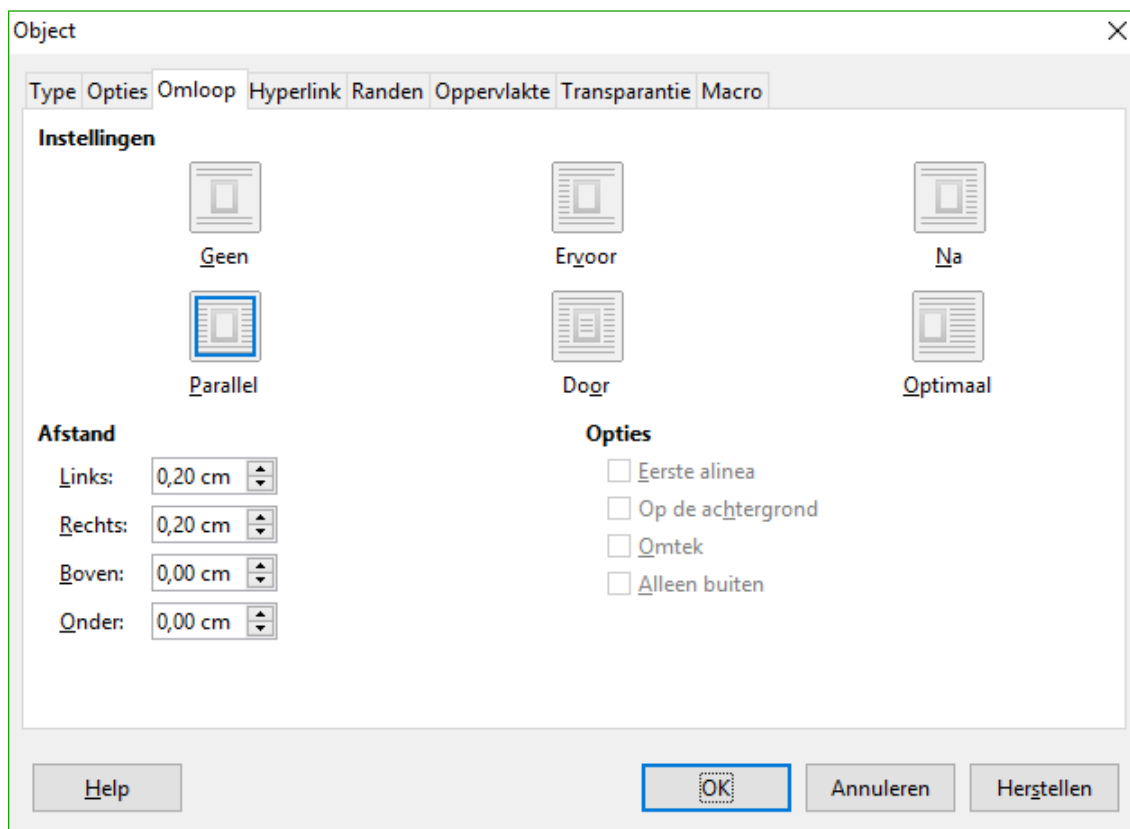 Object
Type Opties Omloop Hyperlink Randen Oppervlakte Transparantie Macro
Instellingen
Geen Ervoor Na
Parallel Door Optimaal
Afstand Opties
Links: 0,20 cm Eerste alinea
Rechts: 0,20 cm Op de achtergrond
Boven: 0,00 cm Omtek
Onder: 0,00 cm Alleen buiten
Help OK Annuleren Herstellen